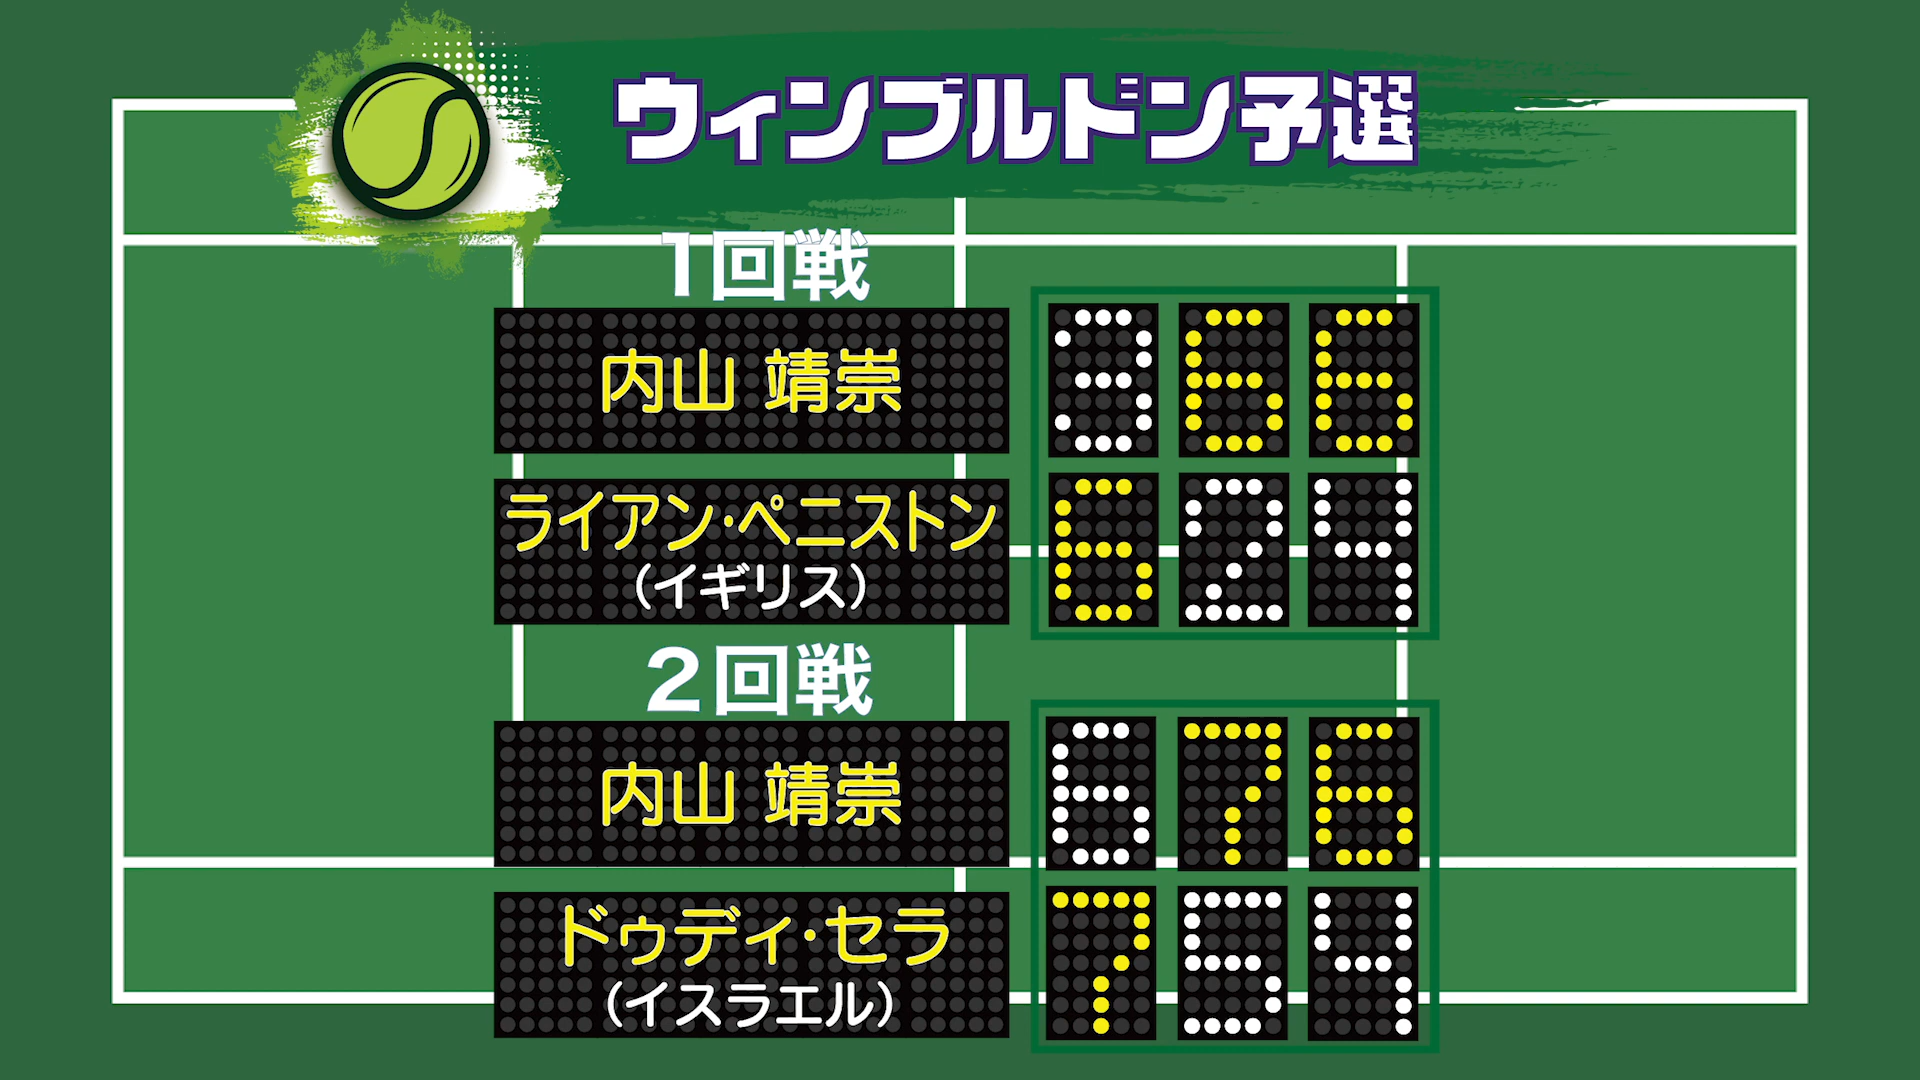 ウィンブルドン予選
1回戦
内山 靖崇
3 6 6
ライアン・ペニストン
(イギリス)
6 2 4
2回戦
内山 靖崇
6 7 6
ドゥディ・セラ
(イスラエル)
7 5 4